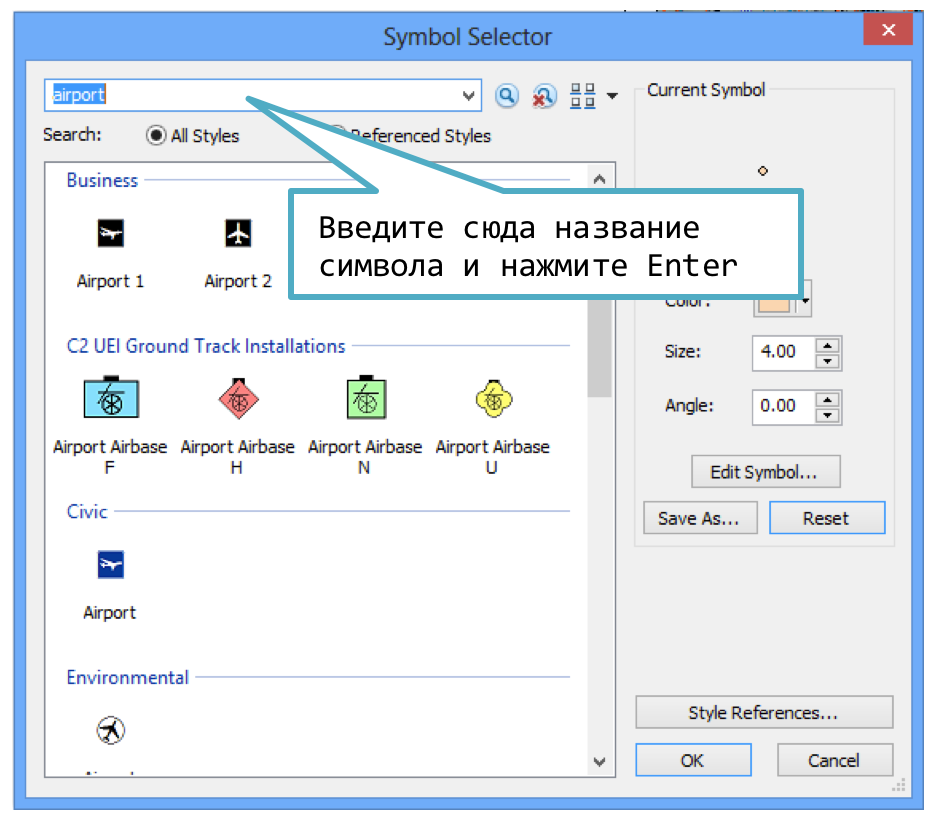 Symbol Selector
airport
Current Symbol
Search:
All Styles
Referenced Styles
Business
Введите сюда название
символа и нажмите Enter
Airport 1
Airport 2
Color:
C2 UEI Ground Track Installations
Size:
4.00
Airport Airbase F
Airport Airbase H
Airport Airbase N
Airport Airbase U
Angle:
0.00
Edit Symbol...
Save As...
Reset
Civic
Airport
Environmental
Style References...
OK
Cancel